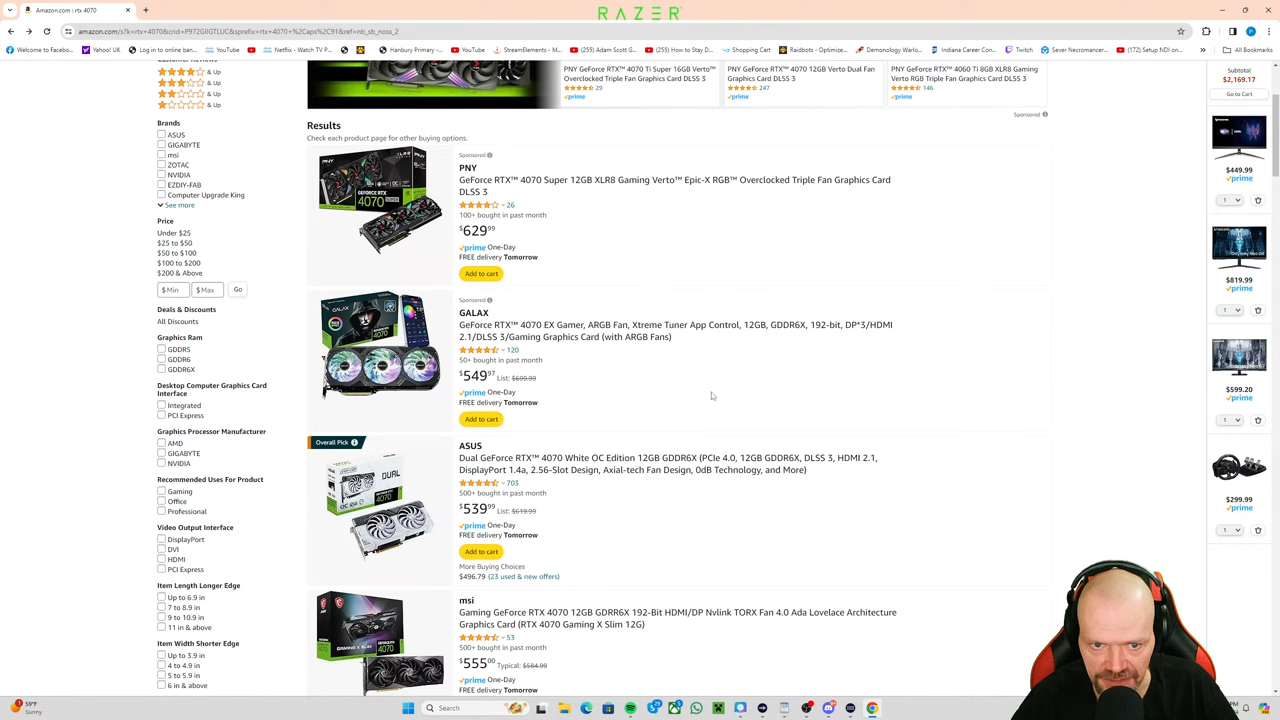 RAZER
Amazon.com : rtx 4070
amazon.com/s?k=rtx+4070&crid=P972GIIGTLUC&sprefix=rtx+4070+%2Caps%2C91&ref=nb_sb_noss_2
Welcome to Facebo...
Yahoo! UK
Log in to online ban...
YouTube
Netflix - Watch TV P...
Hanbury Primary -...
YouTube
StreamElements - M...
(255) Adam Scott G...
(255) How to Stay D...
Shopping Cart
Raidbots - Optimize...
Demonology Warlo...
Indiana Career Conn...
Twitch
Sever Necrosis noss...
(172) Setup NDI on...
All Bookmarks
Customer Reviews
& Up
& Up
& Up
& Up
Brands
ASUS
GIGABYTE
msi
ZOTAC
NVIDIA
EZDIY-FAB
Computer Upgrade King
See more
Price
Under $25
$25 to $50
$50 to $100
$100 to $200
$200 & Above
$ Min
$ Max
Go
Deals & Discounts
All Discounts
Graphics Ram
GDDR5
GDDR6
GDDR6X
Desktop Computer Graphics Card
Interface
Integrated
PCI Express
Graphics Processor Manufacturer
AMD
GIGABYTE
NVIDIA
Recommended Uses For Product
Gaming
Office
Professional
Video Output Interface
DisplayPort
DVI
HDMI
PCI Express
Item Length Longer Edge
Up to 6.9 in
7 to 8.9 in
9 to 10.9 in
11 in & above
Item Width Shorter Edge
Up to 3.9 in
4 to 4.9 in
5 to 5.9 in
6 in & above
PNY GeForce RTX™ 4070 Ti Super 16GB Verto™
Overclocked Triple Fan Graphics Card DLSS 3
29
prime
PNY GeForce RTX™ 4070 12GB Verto Dual Fan
Graphics Card DLSS 3
247
prime
PNY GeForce RTX™ 4060 Ti 8GB XLR8 Gaming
Verto RGB Triple Fan Graphics Card DLSS 3
146
prime
Sponsored
Results
Check each product page for other buying options.
Sponsored
PNY
GeForce RTX™ 4070 Super 12GB XLR8 Gaming Verto™ Epic-X RGB™ Overclocked Triple Fan Graphics Card
DLSS 3
26
100+ bought in past month
$629 99
prime One-Day
FREE delivery Tomorrow
Add to cart
Sponsored
GALAX
GeForce RTX™ 4070 EX Gamer, ARGB Fan, Xtreme Tuner App Control, 12GB, GDDR6X, 192-bit, DP*3/HDMI
2.1/DLSS 3/Gaming Graphics Card (with ARGB Fans)
120
50+ bought in past month
$549 97 List: $699.99
prime One-Day
FREE delivery Tomorrow
Add to cart
Overall Pick
ASUS
Dual GeForce RTX™ 4070 White OC Edition 12GB GDDR6X (PCIe 4.0, 12GB GDDR6X, DLSS 3, HDMI 2.1,
DisplayPort 1.4a, 2.56-Slot Design, Axial-tech Fan Design, 0dB Technology, and More)
703
500+ bought in past month
$539 99 List: $619.99
prime One-Day
FREE delivery Tomorrow
Add to cart
More Buying Choices
$496.79 (23 used & new offers)
msi
Gaming GeForce RTX 4070 12GB GDRR6X 192-Bit HDMI/DP Nvlink TORX Fan 4.0 Ada Lovelace Architecture
Graphics Card (RTX 4070 Gaming X Slim 12G)
53
500+ bought in past month
$555 00 Typical: $584.99
prime One-Day
FREE delivery Tomorrow
Subtotal
$2,169.17
Go to Cart
$449.99
prime
1
$819.99
prime
1
$599.20
prime
1
$299.99
prime
1
59°F
Sunny
Search